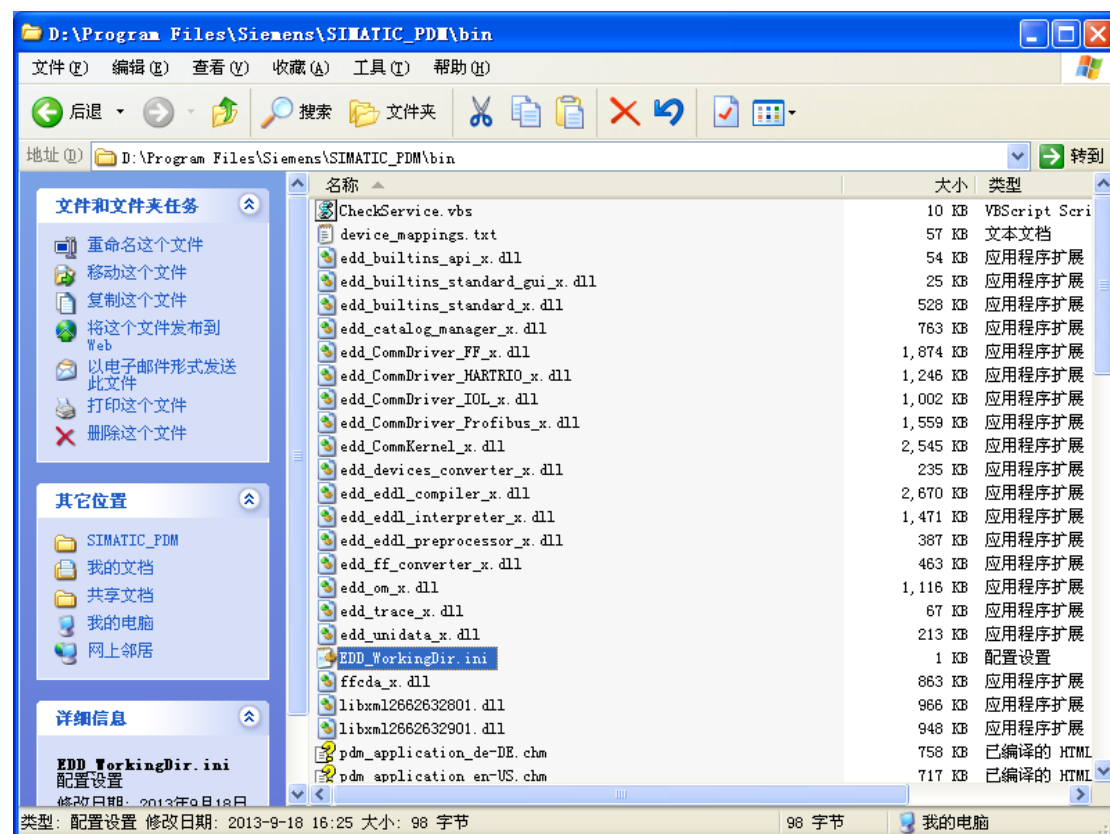 D:\Program Files\Siemens\SIMATIC_PDM\bin
文件(F) 编辑(E) 查看(V) 收藏(A) 工具(T) 帮助(H)
后退 搜索 文件夹
地址(D) D:\Program Files\Siemens\SIMATIC_PDM\bin 转到
文件和文件夹任务
重命名这个文件
移动这个文件
复制这个文件
将这个文件发布到
Web
以电子邮件形式发送
此文件
打印这个文件
删除这个文件
其它位置
SIMATIC_PDM
我的文档
共享文档
我的电脑
网上邻居
详细信息
EDD_WorkingDir.ini
配置设置
修改日期: 2013年9月18日
名称 大小 类型
CheckService.vbs 10 KB VBScript Scri
device_mappings.txt 57 KB 文本文档
edd_builtins_api_x.dll 54 KB 应用程序扩展
edd_builtins_standard_gui_x.dll 25 KB 应用程序扩展
edd_builtins_standard_x.dll 528 KB 应用程序扩展
edd_catalog_manager_x.dll 763 KB 应用程序扩展
edd_CommDriver_FF_x.dll 1,874 KB 应用程序扩展
edd_CommDriver_HARTRIO_x.dll 1,246 KB 应用程序扩展
edd_CommDriver_IOL_x.dll 1,002 KB 应用程序扩展
edd_CommDriver_Profibus_x.dll 1,559 KB 应用程序扩展
edd_CommKernel_x.dll 2,545 KB 应用程序扩展
edd_devices_converter_x.dll 235 KB 应用程序扩展
edd_eddl_compiler_x.dll 2,670 KB 应用程序扩展
edd_eddl_interpreter_x.dll 1,471 KB 应用程序扩展
edd_eddl_preprocessor_x.dll 387 KB 应用程序扩展
edd_ff_converter_x.dll 463 KB 应用程序扩展
edd_om_x.dll 1,116 KB 应用程序扩展
edd_trace_x.dll 67 KB 应用程序扩展
edd_unidata_x.dll 213 KB 应用程序扩展
EDD_WorkingDir.ini 1 KB 配置设置
ffcda_x.dll 863 KB 应用程序扩展
libxml2662632801.dll 966 KB 应用程序扩展
libxml2662632901.dll 948 KB 应用程序扩展
pdm_application_de-DE.chm 758 KB 已编译的 HTML
pdm_application_en-US.chm 717 KB 已编译的 HTML
类型: 配置设置 修改日期: 2013-9-18 16:25 大小: 98 字节 98 字节 我的电脑